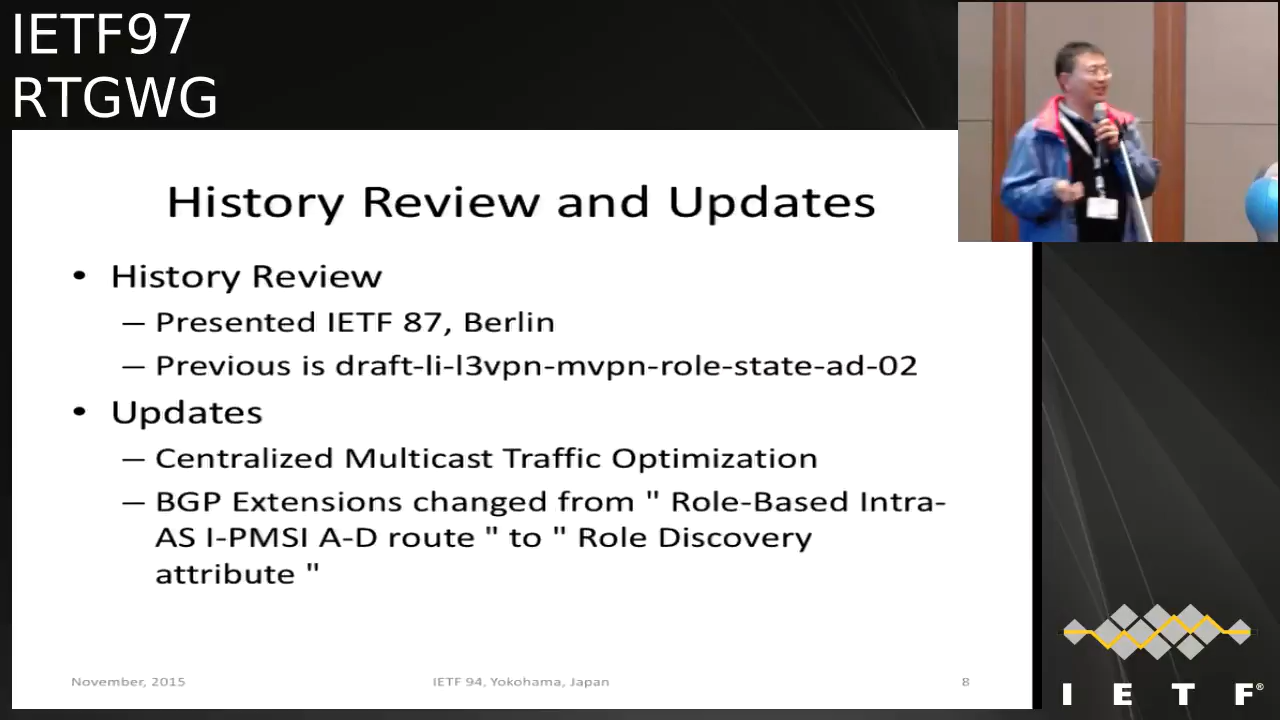 IETF97
RTGWG
History Review and Updates
• History Review
– Presented IETF 87, Berlin
– Previous is draft-li-l3vpn-mvpn-role-state-ad-02
• Updates
– Centralized Multicast Traffic Optimization
– BGP Extensions changed from " Role-Based Intra-
AS I-PMSI A-D route " to " Role Discovery
attribute "
November, 2015
IETF 94, Yokohama, Japan
8
I E T F®